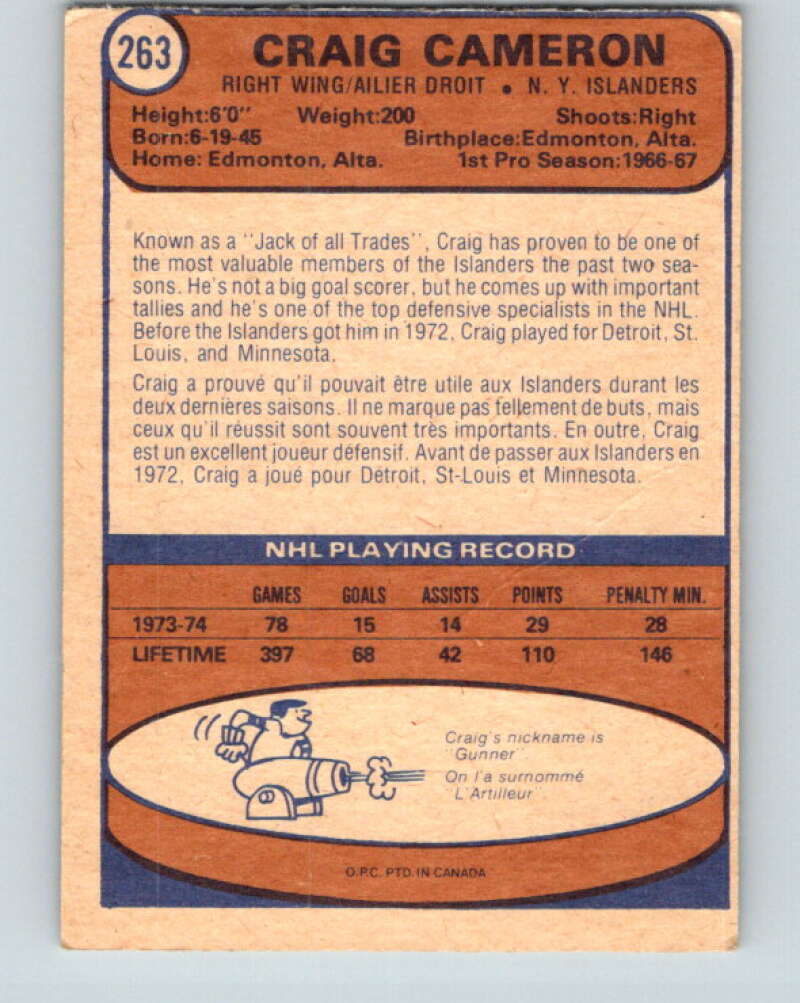 263
CRAIG CAMERON
RIGHT WING/AILIER DROIT • N. Y. ISLANDERS
Height:6'0" Weight:200 Shoots:Right
Born:6-19-45 Birthplace:Edmonton, Alta.
Home: Edmonton, Alta. 1st Pro Season:1966-67
Known as a "Jack of all Trades", Craig has proven to be one of
the most valuable members of the Islanders the past two sea-
sons. He's not a big goal scorer, but he comes up with important
tallies and he's one of the top defensive specialists in the NHL.
Before the Islanders got him in 1972, Craig played for Detroit, St.
Louis, and Minnesota.
Craig a prouvé qu'il pouvait être utile aux Islanders durant les
deux dernières saisons. Il ne marque pas tellement de buts, mais
ceux qu'il réussit sont souvent très importants. En outre, Craig
est un excellent joueur défensif. Avant de passer aux Islanders en
1972, Craig a joué pour Détroit, St-Louis et Minnesota.
NHL PLAYING RECORD
GAMES GOALS ASSISTS POINTS PENALTY MIN.
1973-74 78 15 14 29 28
LIFETIME 397 68 42 110 146
Craig's nickname is
"Gunner"
On l'a surnommé
"L'Artilleur"
O.P.C. PTD. IN CANADA